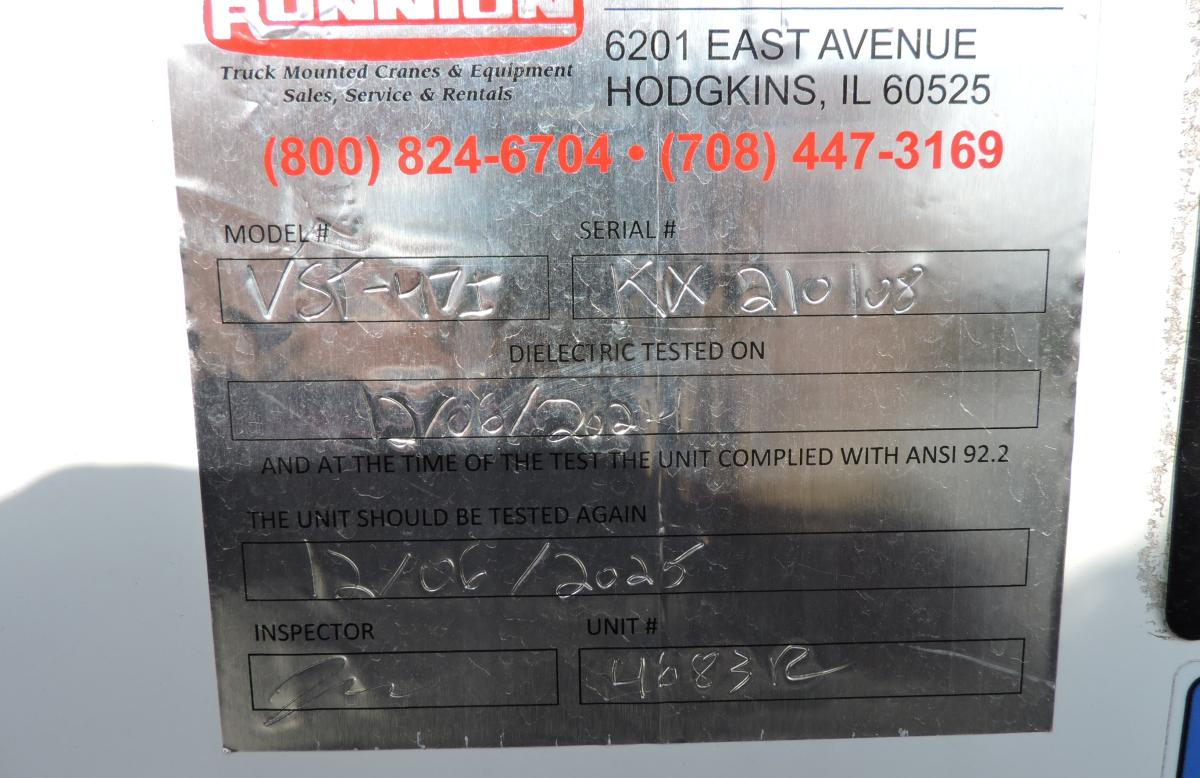 RUNNION
6201 EAST AVENUE
HODGKINS, IL 60525
Truck Mounted Cranes & Equipment
Sales, Service & Rentals
(800) 824-6704 • (708) 447-3169
MODEL # SERIAL #
VST-47I KX 210108
DIELECTRIC TESTED ON
12/06/2024
AND AT THE TIME OF THE TEST THE UNIT COMPLIED WITH ANSI 92.2
THE UNIT SHOULD BE TESTED AGAIN
12/06/2025
INSPECTOR UNIT #
4683R